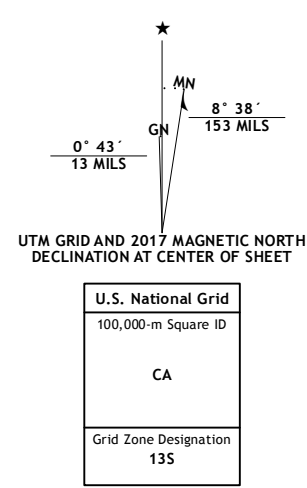 ★
MN
8° 38´
153 MILS
GN
0° 43´
13 MILS
UTM GRID AND 2017 MAGNETIC NORTH
DECLINATION AT CENTER OF SHEET
U.S. National Grid
100,000-m Square ID
CA
Grid Zone Designation
13S